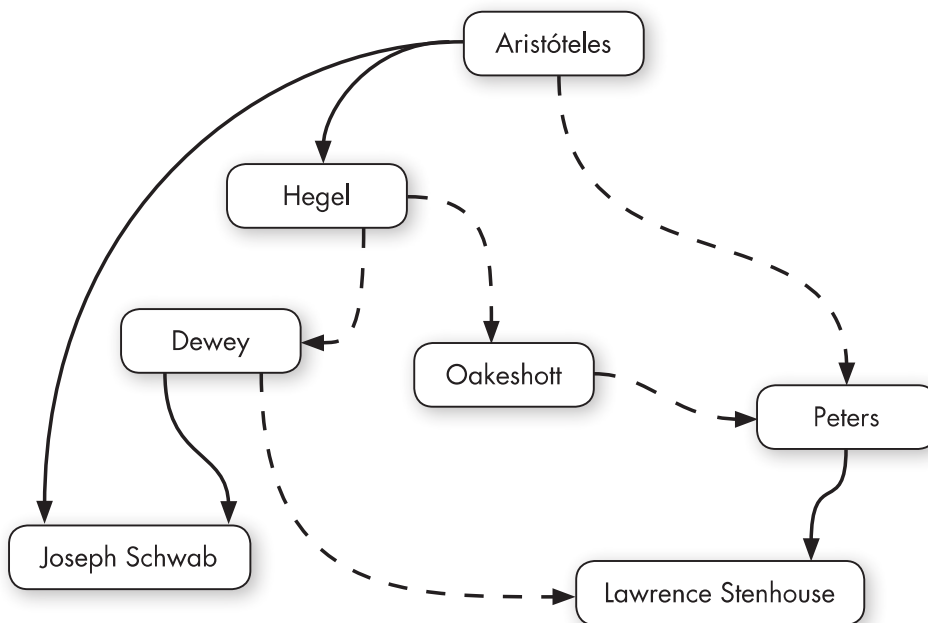 Aristóteles
Hegel
Dewey
Oakeshott
Peters
Joseph Schwab
Lawrence Stenhouse